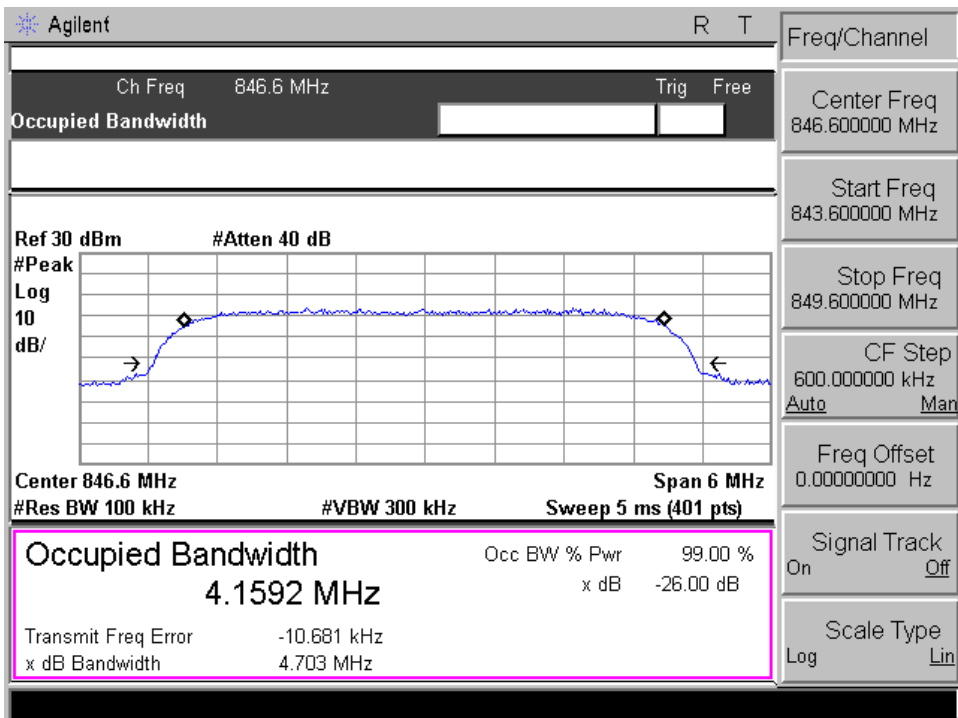 Agilent
R T
Freq/Channel
Ch Freq 846.6 MHz Trig Free
Occupied Bandwidth
Center Freq
846.600000 MHz
Start Freq
843.600000 MHz
Stop Freq
849.600000 MHz
CF Step
600.000000 kHz
Auto Man
Freq Offset
0.00000000 Hz
Signal Track
On Off
Scale Type
Log Lin
Ref 30 dBm #Atten 40 dB
#Peak
Log
10
dB/
Center 846.6 MHz Span 6 MHz
#Res BW 100 kHz #VBW 300 kHz Sweep 5 ms (401 pts)
Occupied Bandwidth Occ BW % Pwr 99.00 %
4.1592 MHz x dB -26.00 dB
Transmit Freq Error -10.681 kHz
x dB Bandwidth 4.703 MHz